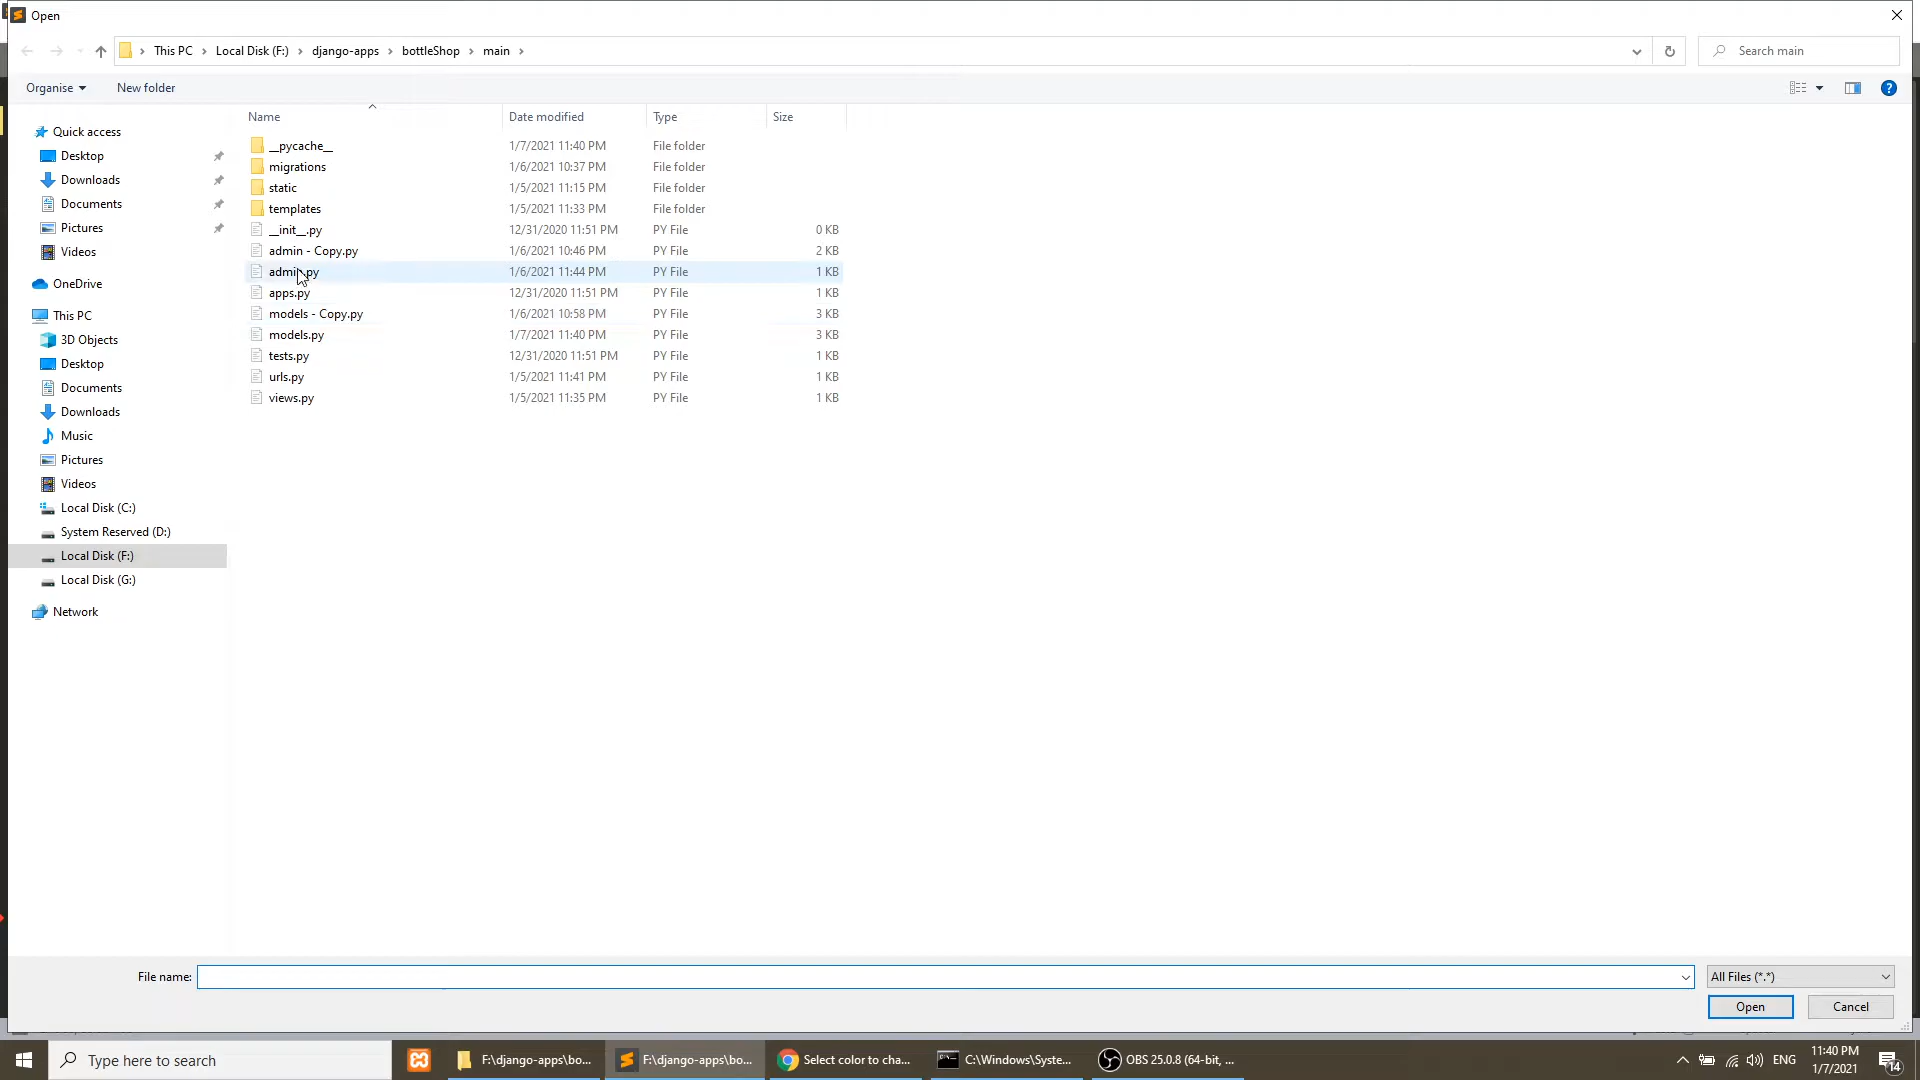 Open
This PC Local Disk (F:) django-apps bottleShop main
Search main
Organise New folder
Name Date modified Type Size
__pycache__ 1/7/2021 11:40 PM File folder
migrations 1/6/2021 10:37 PM File folder
static 1/5/2021 11:15 PM File folder
templates 1/5/2021 11:33 PM File folder
__init__.py 12/31/2020 11:51 PM PY File 0 KB
admin - Copy.py 1/6/2021 10:46 PM PY File 2 KB
admin.py 1/6/2021 11:44 PM PY File 1 KB
apps.py 12/31/2020 11:51 PM PY File 1 KB
models - Copy.py 1/6/2021 10:58 PM PY File 3 KB
models.py 1/7/2021 11:40 PM PY File 3 KB
tests.py 12/31/2020 11:51 PM PY File 1 KB
urls.py 1/5/2021 11:41 PM PY File 1 KB
views.py 1/5/2021 11:35 PM PY File 1 KB
Quick access
Desktop
Downloads
Documents
Pictures
Videos
OneDrive
This PC
3D Objects
Desktop
Documents
Downloads
Music
Pictures
Videos
Local Disk (C:)
System Reserved (D:)
Local Disk (F:)
Local Disk (G:)
Network
File name:
All Files (*.*)
Open Cancel
Type here to search
F:\django-apps\bo...
F:\django-apps\bo...
Select color to cha...
C:\Windows\Syste...
OBS 25.0.8 (64-bit, ...
ENG
11:40 PM
1/7/2021
14